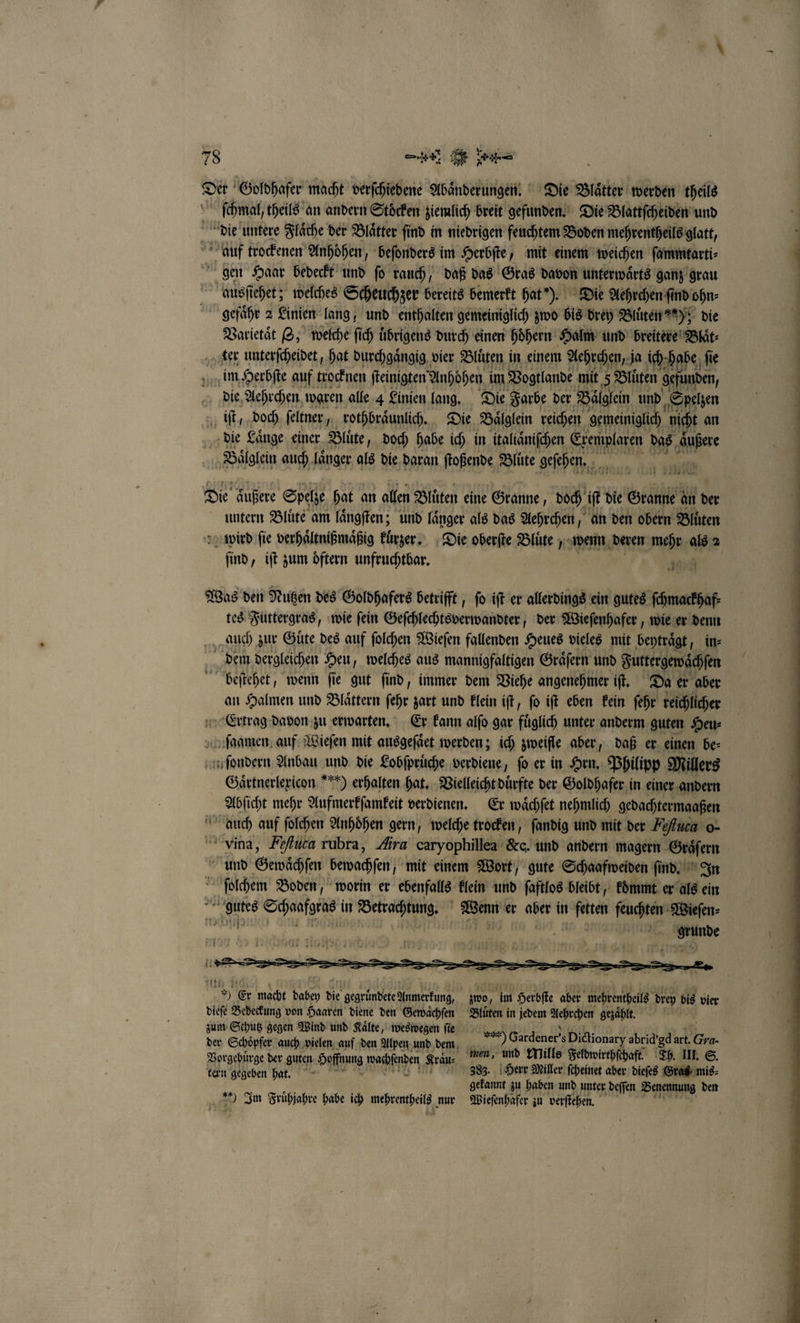 78
Der Goldhafer macht verschiedene Abänderungen. Die Blätter werden theils
schmal, theils an andern Stöcken ziemlich breit gefunden. Die Blattscheiden und
die untere Fläche der Blätter sind in niedrigen feuchtem Boden mehrentheils glatt,
auf trockenen Anhöhen, besonders im Herbste, mit einem weichen sammtarti-
gen Haar bedeckt und so rauch, daß das Gras davon unterwärts ganz grau
aussiehet; welches Scheuchzer bereits bemerkt hat*). Die Aehrchen sind ohn-
gefähr 2 Linien lang, und enthalten gemeiniglich zwo bis drey Blüten**); die
Varietät β, welche sich übrigens durch einen höhern Halm und breitere Blät-
ter unterscheidet, hat durchgängig vier Blüten in einem Aehrchen, ja ich habe sie
im Herbste auf trocknen steinigten Anhöhen im Vogtlande mit 5 Blüten gefunden,
die Aehrchen waren alle 4 Linien lang. Die Farbe der Bälglein und Spelzen
ist, doch seltner, rothbräunlich. Die Bälglein reichen gemeiniglich nicht an
die Länge einer Blüte, doch habe ich in italiänischen Exemplaren das äußere
Bälglein auch länger als die daran stoßende Blüte gesehen.
Die äußere Spelze hat an allen Blüten eine Granne, doch ist die Granne an der
untern Blüte am längsten; und länger als das Aehrchen, an den obern Blüten
wird sie verhältnißmäßig kürzer. Die oberste Blüte, wenn deren mehr als 2
sind, ist zum öftern unfruchtbar.
Was den Nutzen des Goldhafers betrifft, so ist er allerdings ein gutes schmackhaf-
tes Futtergras, wie sein Geschlechtsverwandter, der Wiesenhafer, wie er denn
auch zur Güte des auf solchen Wiesen fallenden Heues vieles mit beyträgt, in-
dem dergleichen Heu, welches aus mannigfaltigen Gräsern und Futtergewächsen
bestehet, wenn sie gut sind, immer dem Viehe angenehmer ist. Da er aber
an Halmen und Blättern sehr zart und klein ist, so ist eben kein sehr reichlicher
Ertrag davon zu erwarten. Er kann also gar füglich unter anderm guten Heu-
saamen auf Wiesen mit ausgesäet werden; ich zweifle aber, daß er einen be-
sondern Anbau und die Lobsprüche verdiene, so er in Hrn. Philipp Millers
Gärtnerlexicon ***) erhalten hat. Vielleicht dürfte der Goldhafer in einer andern
Absicht mehr Aufmerksamkeit verdienen. Er wächset nehmlich gedachtermaaßen
auch auf solchen Anhöhen gern, welche trocken, sandig und mit der Festuca o-
vina, Festuca rubra, Aira caryophillea &c. und andern magern Gräsern
und Gewächsen bewachsen, mit einem Wort, gute Schaafweiden sind. In
solchem Boden, worin er ebenfalls klein und saftlos bleibt, kömmt er als ein
gutes Schaafgras in Betrachtung. Wenn er aber in fetten feuchten Wiesen-
grunde
*) Er macht dabey die gegründete Anmerkung,
diese Bedeckung von Haaren diene den Gewächsen
zum Schutz gegen Wind und Kälte, weswegen sie
der Schöpfer auch vielen auf den Alpen und dem
Vorgebürge der guten Hoffnung wachsenden Kräu-
tern gegeben hat.
**) Im Frühjahre habe ich mehrentheils nur
zwo, im Herbste aber mehrentheils drey bis vier
Blüten in jedem Aehrchen gezählt.
***) Gardener's Dictionary abrid'gd art. Gra-
men, und Mills Feldwirthschaft. Th. III. S.
383. Herr Miller scheinet aber dieses Gras mis-
gekannt zu haben und unter dessen Benennung den
Wiesenhafer zu verstehen.